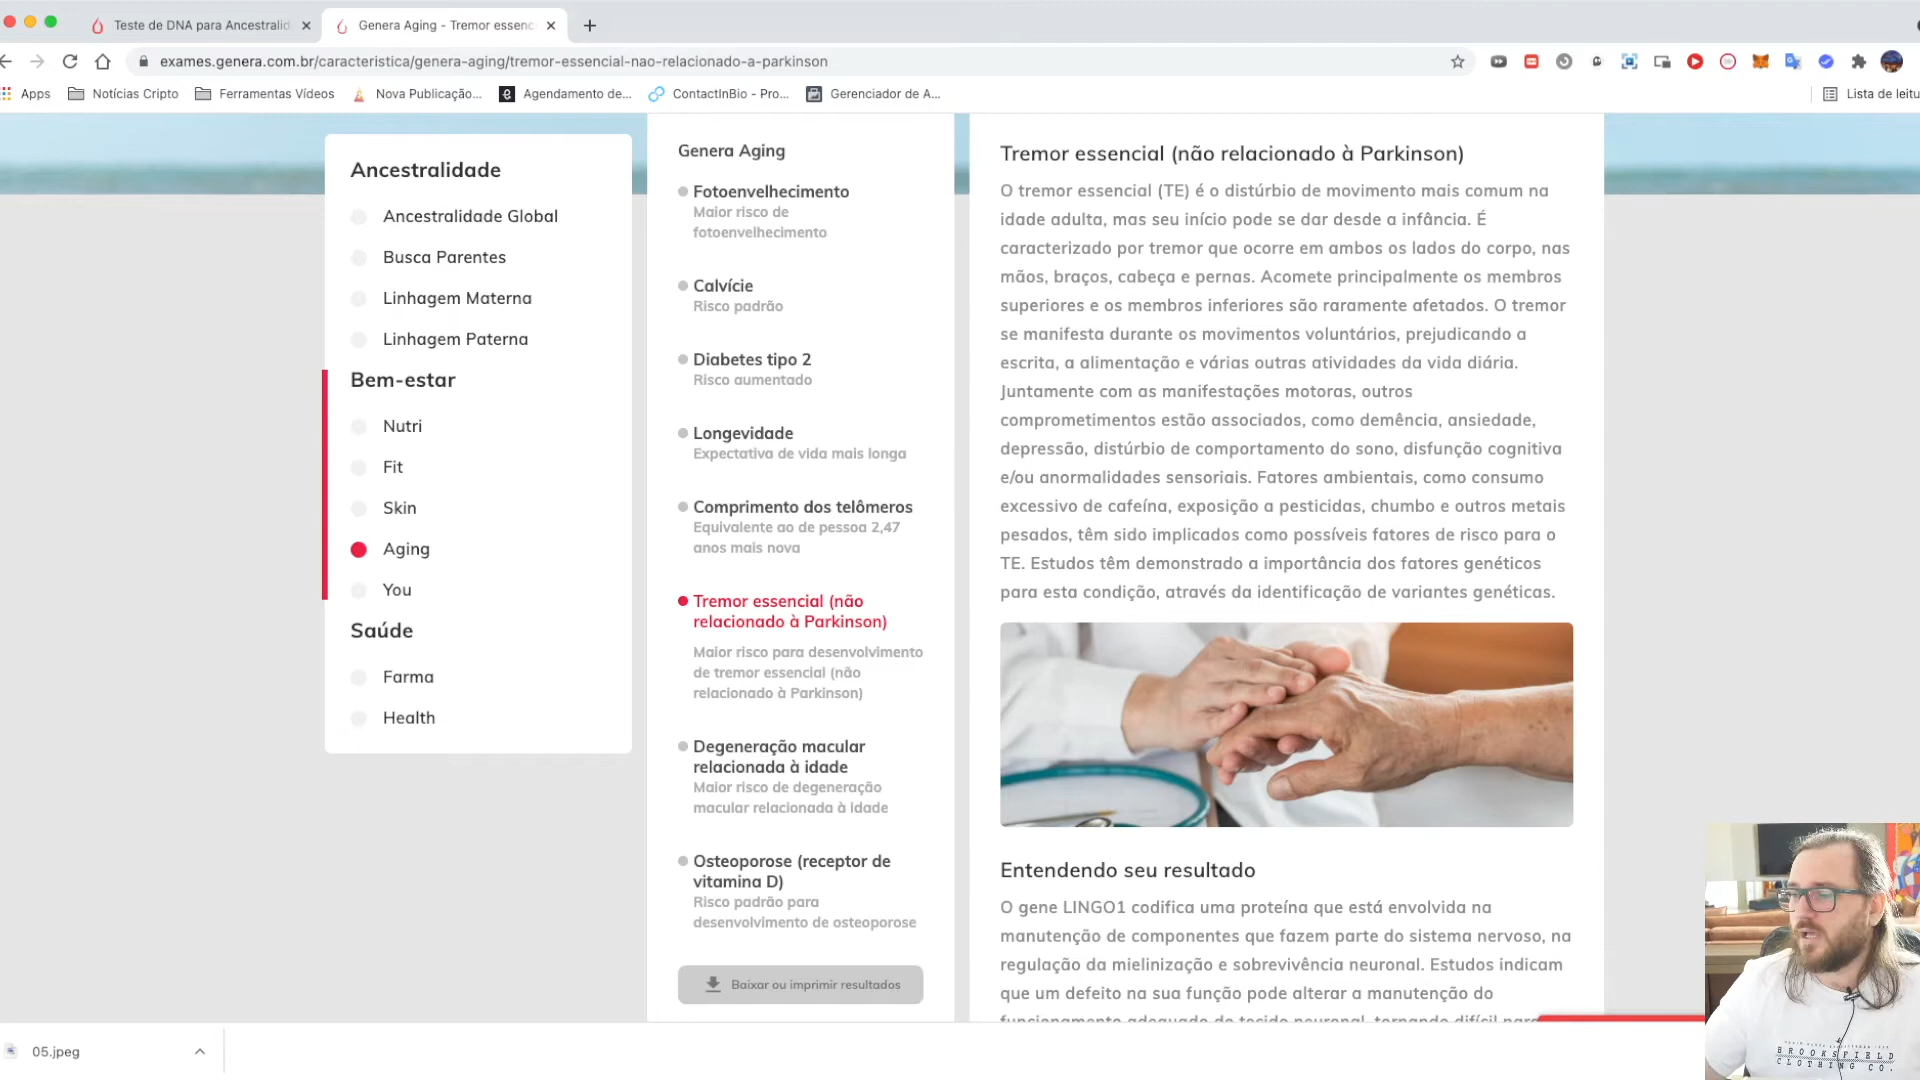 Teste de DNA para Ancestralid
Genera Aging - Tremor essenc
exames.genera.com.br/caracteristica/genera-aging/tremor-essencial-nao-relacionado-a-parkinson
Apps
Notícias Cripto
Ferramentas Vídeos
Nova Publicação...
Agendamento de...
ContactInBio - Pro...
Gerenciador de A...
Lista de leitu
Ancestralidade
Ancestralidade Global
Busca Parentes
Linhagem Materna
Linhagem Paterna
Bem-estar
Nutri
Fit
Skin
Aging
You
Saúde
Farma
Health
Genera Aging
Fotoenvelhecimento
Maior risco de
fotoenvelhecimento
Calvície
Risco padrão
Diabetes tipo 2
Risco aumentado
Longevidade
Expectativa de vida mais longa
Comprimento dos telômeros
Equivalente ao de pessoa 2,47
anos mais nova
Tremor essencial (não
relacionado à Parkinson)
Maior risco para desenvolvimento
de tremor essencial (não
relacionado à Parkinson)
Degeneração macular
relacionada à idade
Maior risco de degeneração
macular relacionada à idade
Osteoporose (receptor de
vitamina D)
Risco padrão para
desenvolvimento de osteoporose
Baixar ou imprimir resultados
Tremor essencial (não relacionado à Parkinson)
O tremor essencial (TE) é o distúrbio de movimento mais comum na
idade adulta, mas seu início pode se dar desde a infância. É
caracterizado por tremor que ocorre em ambos os lados do corpo, nas
mãos, braços, cabeça e pernas. Acomete principalmente os membros
superiores e os membros inferiores são raramente afetados. O tremor
se manifesta durante os movimentos voluntários, prejudicando a
escrita, a alimentação e várias outras atividades da vida diária.
Juntamente com as manifestações motoras, outros
comprometimentos estão associados, como demência, ansiedade,
depressão, distúrbio de comportamento do sono, disfunção cognitiva
e/ou anormalidades sensoriais. Fatores ambientais, como consumo
excessivo de cafeína, exposição a pesticidas, chumbo e outros metais
pesados, têm sido implicados como possíveis fatores de risco para o
TE. Estudos têm demonstrado a importância dos fatores genéticos
para esta condição, através da identificação de variantes genéticas.
Entendendo seu resultado
O gene LINGO1 codifica uma proteína que está envolvida na
manutenção de componentes que fazem parte do sistema nervoso, na
regulação da mielinização e sobrevivência neuronal. Estudos indicam
que um defeito na sua função pode alterar a manutenção do
funcionamento adequado do tecido neuronal, tornando difícil para
05.jpeg
BROOKSFIELD
CLOTHING CO.